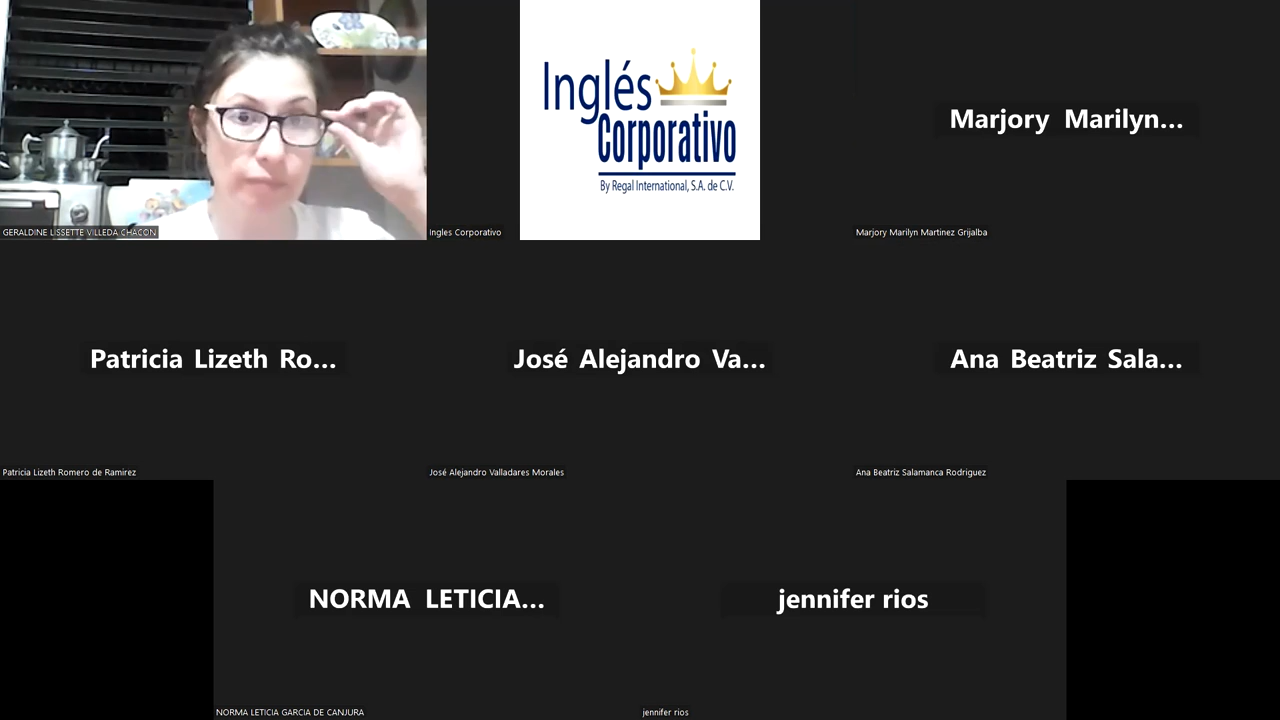 GERALDINE LISSETTE VILLEDA CHACON
Inglés
Corporativo
By Regal International, S.A. de C.V.
Ingles Corporativo
Marjory Marilyn...
Marjory Marilyn Martinez Grijalba
Patricia Lizeth Ro...
Patricia Lizeth Romero de Ramirez
José Alejandro Va...
José Alejandro Valladares Morales
Ana Beatriz Sala...
Ana Beatriz Salamanca Rodriguez
NORMA LETICIA...
NORMA LETICIA GARCIA DE CANJURA
jennifer rios
jennifer rios